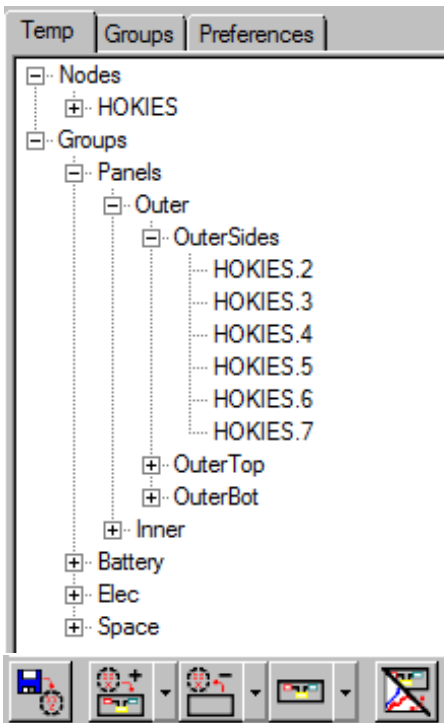 Temp Groups Preferences
Nodes
HOKIES
Groups
Panels
Outer
OuterSides
HOKIES.2
HOKIES.3
HOKIES.4
HOKIES.5
HOKIES.6
HOKIES.7
OuterTop
OuterBot
Inner
Battery
Elec
Space